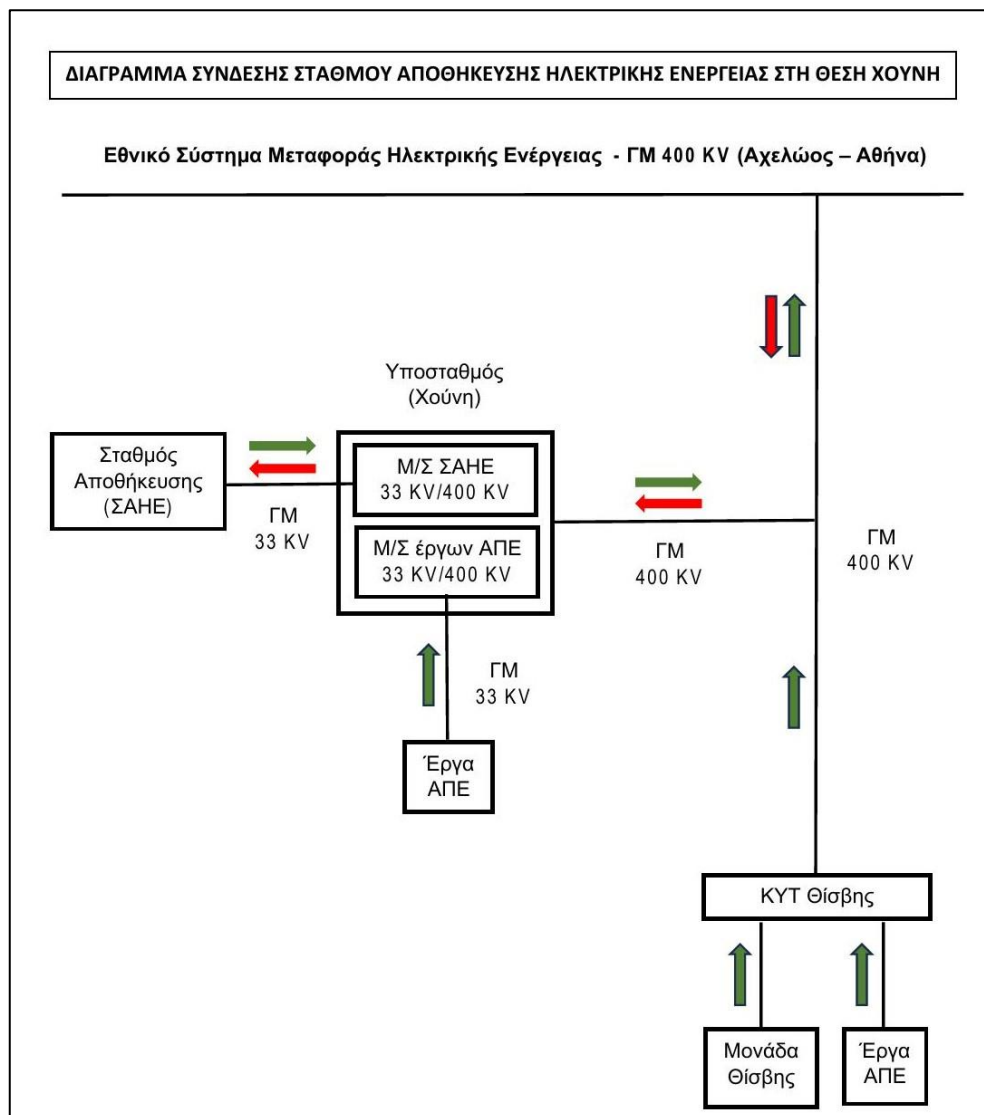 ΔΙΑΓΡΑΜΜΑ ΣΥΝΔΕΣΗΣ ΣΤΑΘΜΟΥ ΑΠΟΘΗΚΕΥΣΗΣ ΗΛΕΚΤΡΙΚΗΣ ΕΝΕΡΓΕΙΑΣ ΣΤΗ ΘΕΣΗ ΧΟΥΝΗ
Εθνικό Σύστημα Μεταφοράς Ηλεκτρικής Ενέργειας - ΓΜ 400 KV (Αχελώος – Αθήνα)
Υποσταθμός
(Χούνη)
Σταθμός
Αποθήκευσης
(ΣΑΗΕ)
ΓΜ
33 KV
Μ/Σ ΣΑΗΕ
33 KV/400 KV
Μ/Σ έργων ΑΠΕ
33 KV/400 KV
ΓΜ
400 KV
ΓΜ
400 KV
ΓΜ
33 KV
Έργα
ΑΠΕ
ΚΥΤ Θίσβης
Μονάδα
Θίσβης
Έργα
ΑΠΕ